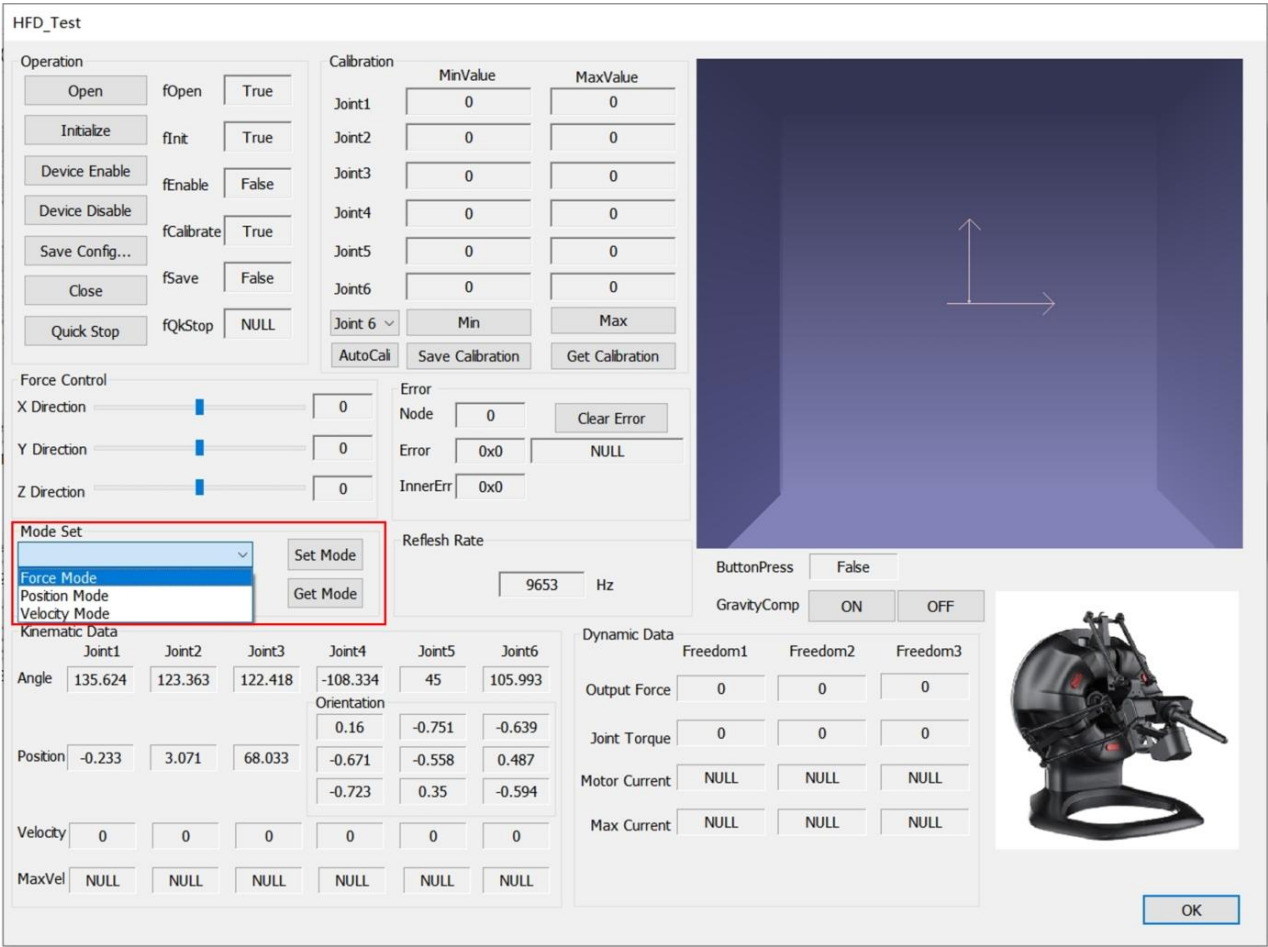 HFD_Test
Operation
Open fOpen True
Initialize fInit True
Device Enable fEnable False
Device Disable fCalibrate True
Save Config... fSave False
Close
Quick Stop fQkStop NULL
Calibration
MinValue MaxValue
Joint1 0 0
Joint2 0 0
Joint3 0 0
Joint4 0 0
Joint5 0 0
Joint6 0 0
Joint 6 Min Max
AutoCali Save Calibration Get Calibration
Force Control
X Direction 0
Y Direction 0
Z Direction 0
Error
Node 0 Clear Error
Error 0x0 NULL
InnerErr 0x0
Mode Set
Set Mode
Force Mode
Position Mode
Velocity Mode
Get Mode
Reflesh Rate
9653 Hz
ButtonPress False
GravityComp ON OFF
Kinematic Data
Joint1 Joint2 Joint3 Joint4 Joint5 Joint6
Angle 135.624 123.363 122.418 -108.334 45 105.993
Orientation
0.16 -0.751 -0.639
Position -0.233 3.071 68.033 -0.671 -0.558 0.487
-0.723 0.35 -0.594
Velocity 0 0 0 0 0 0
MaxVel NULL NULL NULL NULL NULL NULL
Dynamic Data
Freedom1 Freedom2 Freedom3
Output Force 0 0 0
Joint Torque 0 0 0
Motor Current NULL NULL NULL
Max Current NULL NULL NULL
OK